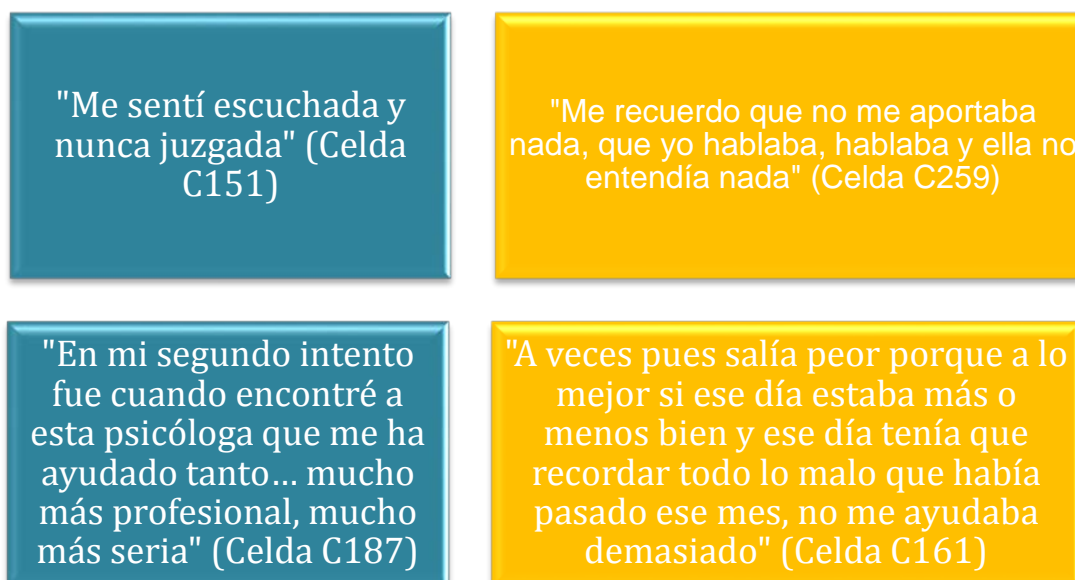 "Me sentí escuchada y
nunca juzgada" (Celda
C151)
"Me recuerdo que no me aportaba
nada, que yo hablaba, hablaba y ella no
entendía nada" (Celda C259)
"En mi segundo intento
fue cuando encontré a
esta psicóloga que me ha
ayudado tanto... mucho
más profesional, mucho
más seria" (Celda C187)
"A veces pues salía peor porque a lo
mejor si ese día estaba más o
menos bien y ese día tenía que
recordar todo lo malo que había
pasado ese mes, no me ayudaba
demasiado" (Celda C161)